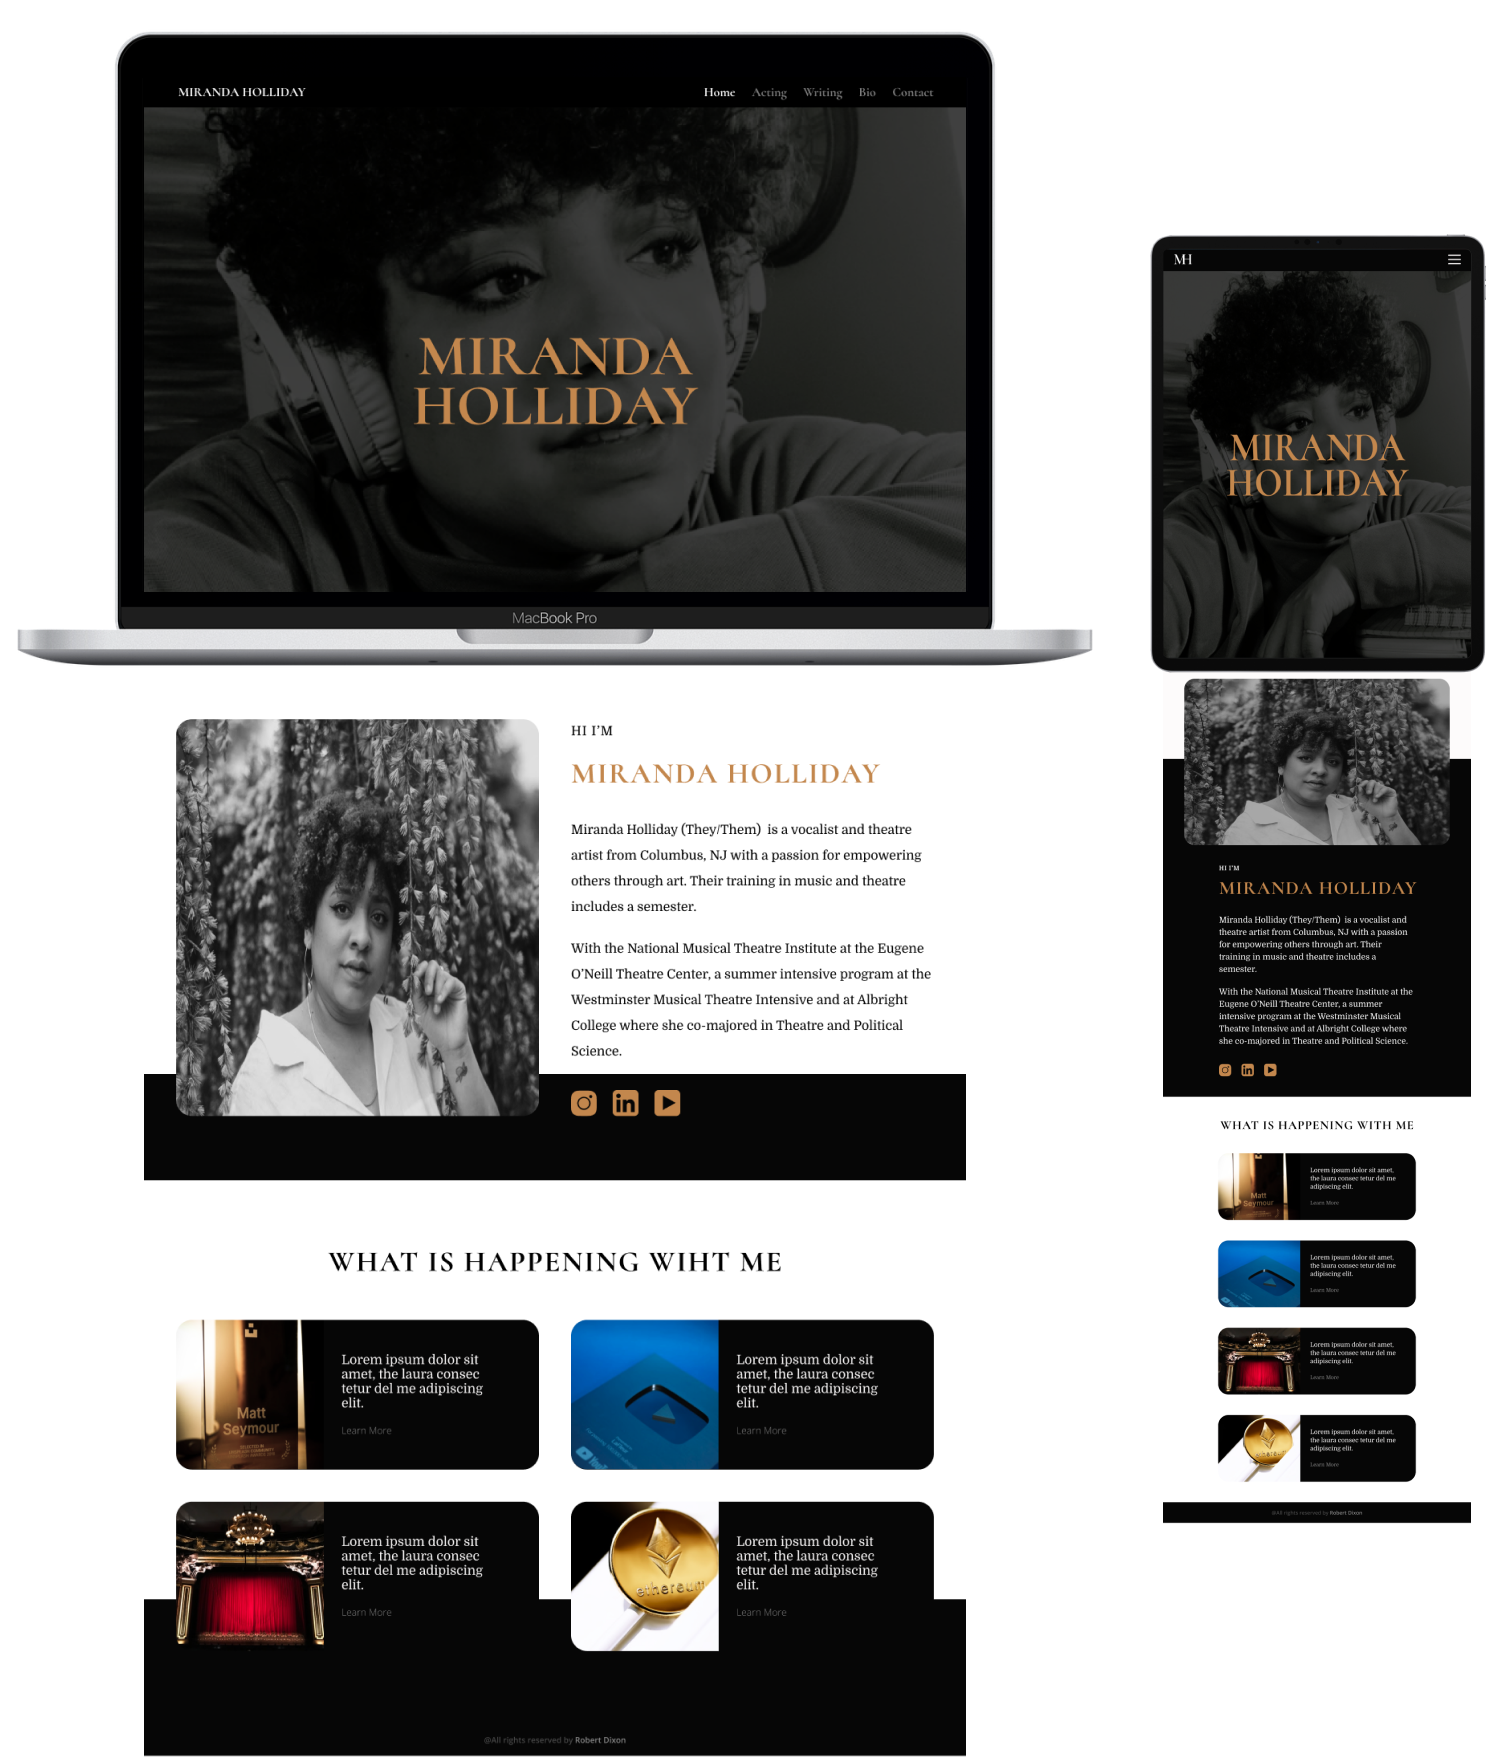 MIRANDA HOLLIDAY
Home Acting Writing Bio Contact
MIRANDA
HOLLIDAY
MacBook Pro
HI I’M
MIRANDA HOLLIDAY
Miranda Holliday (They/Them) is a vocalist and theatre
artist from Columbus, NJ with a passion for empowering
others through art. Their training in music and theatre
includes a semester.
With the National Musical Theatre Institute at the Eugene
O’Neill Theatre Center, a summer intensive program at the
Westminster Musical Theatre Intensive and at Albright
College where she co-majored in Theatre and Political
Science.
in
WHAT IS HAPPENING WIHT ME
Matt
Seymour
Lorem ipsum dolor sit
amet, the laura consec
tetur del me adipiscing
elit.
Learn More
Lorem ipsum dolor sit
amet, the laura consec
tetur del me adipiscing
elit.
Learn More
Lorem ipsum dolor sit
amet, the laura consec
tetur del me adipiscing
elit.
Learn More
ethereum
Lorem ipsum dolor sit
amet, the laura consec
tetur del me adipiscing
elit.
Learn More
@All rights reserved by Robert Dixon
MH
MIRANDA
HOLLIDAY
HI I’M
MIRANDA HOLLIDAY
Miranda Holliday (They/Them) is a vocalist and
theatre artist from Columbus, NJ with a passion
for empowering others through art. Their
training in music and theatre includes a
semester.
With the National Musical Theatre Institute at the
Eugene O’Neill Theatre Center, a summer
intensive program at the Westminster Musical
Theatre Intensive and at Albright College where
she co-majored in Theatre and Political Science.
in
WHAT IS HAPPENING WITH ME
Matt
Seymour
Lorem ipsum dolor sit amet,
the laura consec tetur del me
adipiscing elit.
Learn More
Lorem ipsum dolor sit amet,
the laura consec tetur del me
adipiscing elit.
Learn More
Lorem ipsum dolor sit amet,
the laura consec tetur del me
adipiscing elit.
Learn More
ethereum
Lorem ipsum dolor sit amet,
the laura consec tetur del me
adipiscing elit.
Learn More
@All rights reserved by Robert Dixon